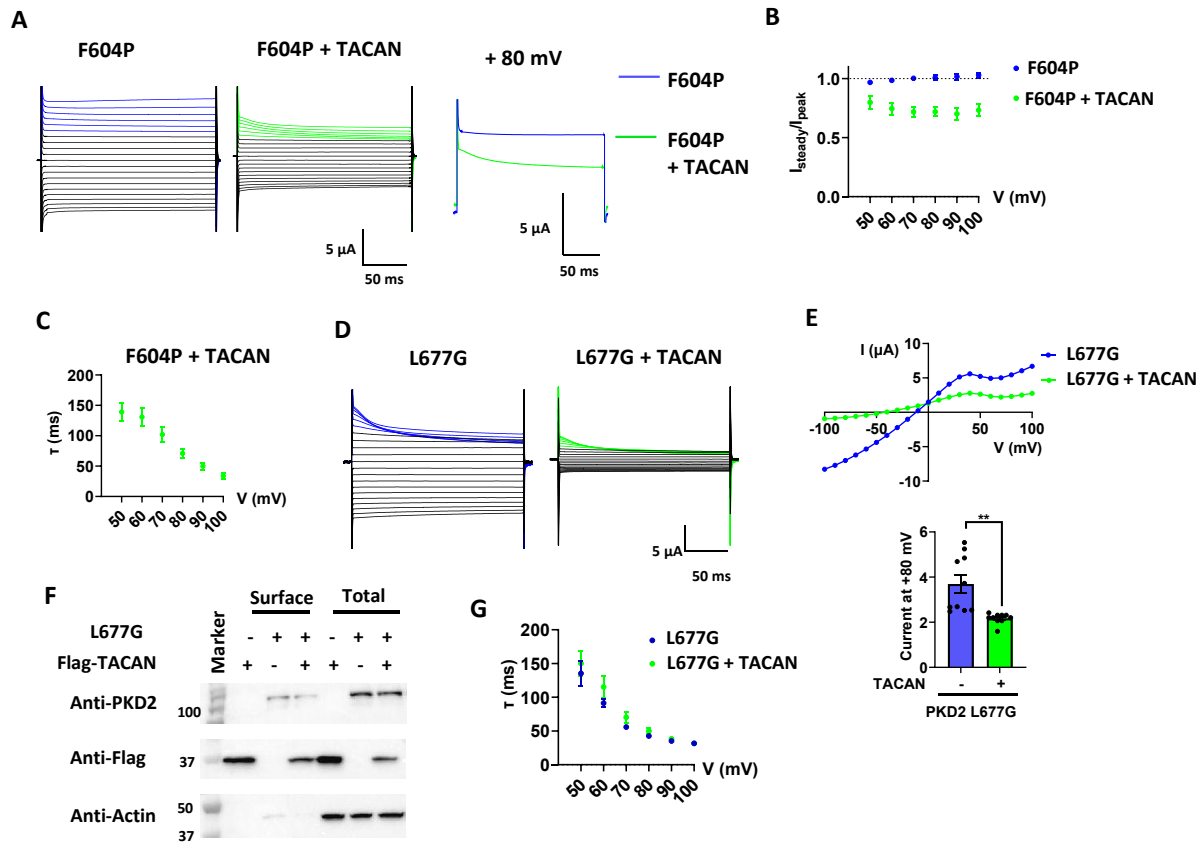 A
F604P
F604P + TACAN
+ 80 mV
F604P
F604P
+ TACAN
5 µA
50 ms
5 µA
50 ms
B
F604P
F604P + TACAN
Isteady/Ipeak
1.0
0.5
0.0
V (mV)
50 60 70 80 90 100
C
F604P + TACAN
τ (ms)
200
150
100
50
0
V (mV)
50 60 70 80 90 100
D
L677G
L677G + TACAN
5 µA
50 ms
E
I (µA)
L677G
L677G + TACAN
10
5
-5
-10
-100 -50 50 100
V (mV)
**
Current at +80 mV
6
4
2
0
TACAN - +
PKD2 L677G
F
Marker
Surface Total
L677G - + + - + +
Flag-TACAN + - + + - +
Anti-PKD2
100
Anti-Flag
37
Anti-Actin
50
37
G
L677G
L677G + TACAN
τ (ms)
200
150
100
50
0
V (mV)
50 60 70 80 90 100